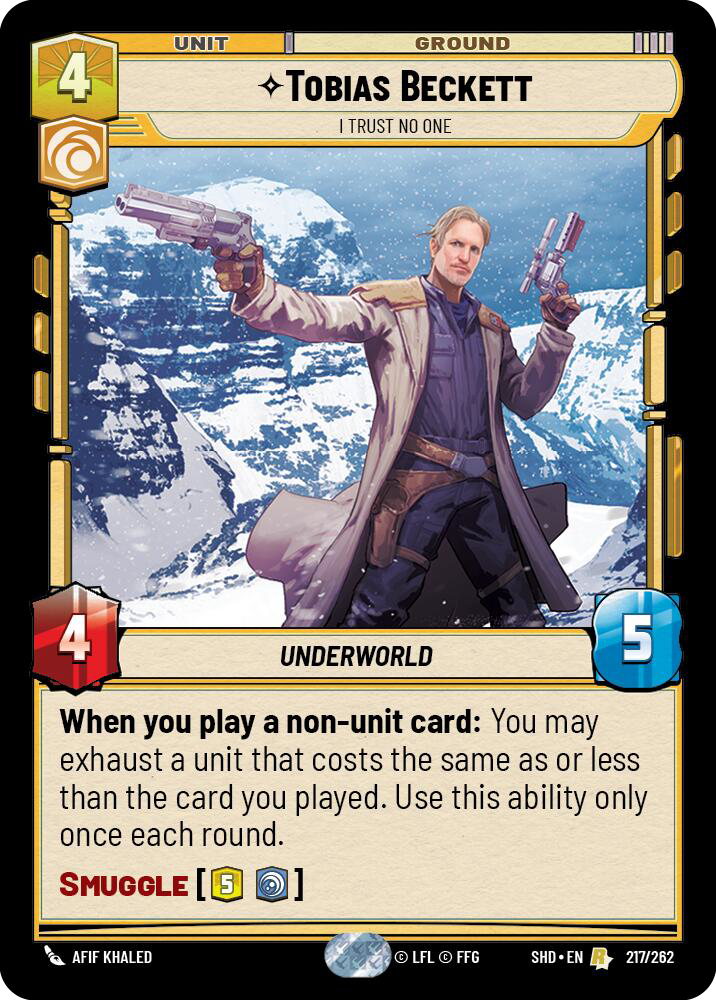 UNIT
GROUND
4
✧TOBIAS BECKETT
I TRUST NO ONE
4
UNDERWORLD
5
When you play a non-unit card: You may
exhaust a unit that costs the same as or less
than the card you played. Use this ability only
once each round.
SMUGGLE [5 ]
AFIF KHALED
© LFL © FFG
SHD • EN
R
217/262